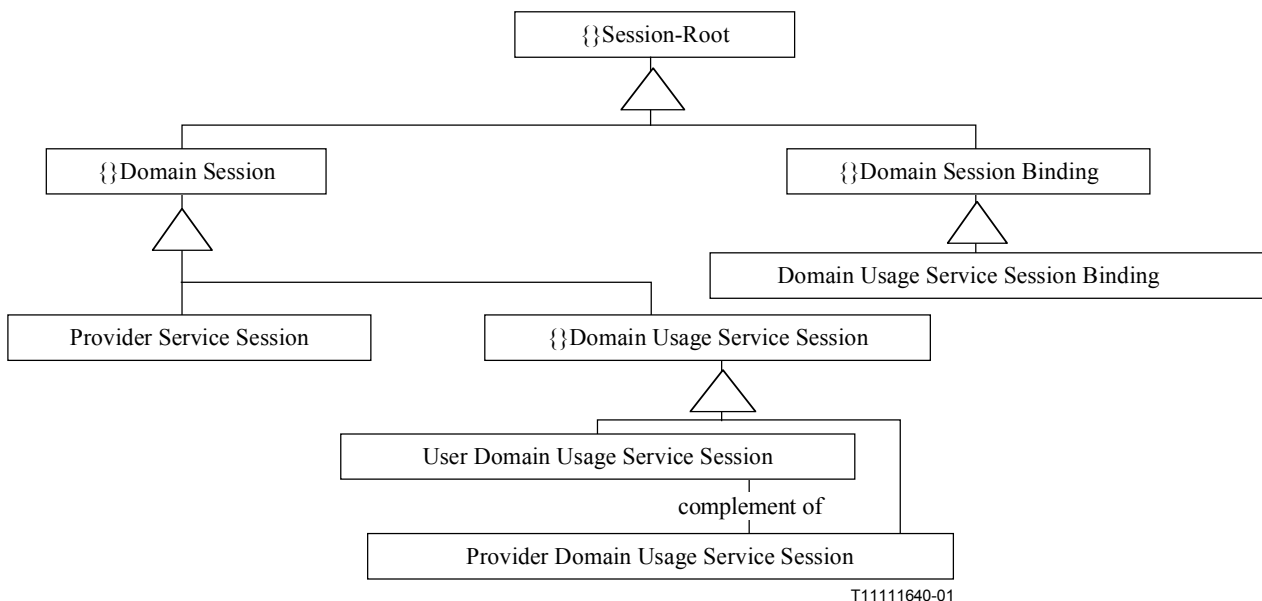 {}Session-Root
{}Domain Session
{}Domain Session Binding
Domain Usage Service Session Binding
Provider Service Session
{}Domain Usage Service Session
User Domain Usage Service Session
complement of
Provider Domain Usage Service Session
T11111640-01